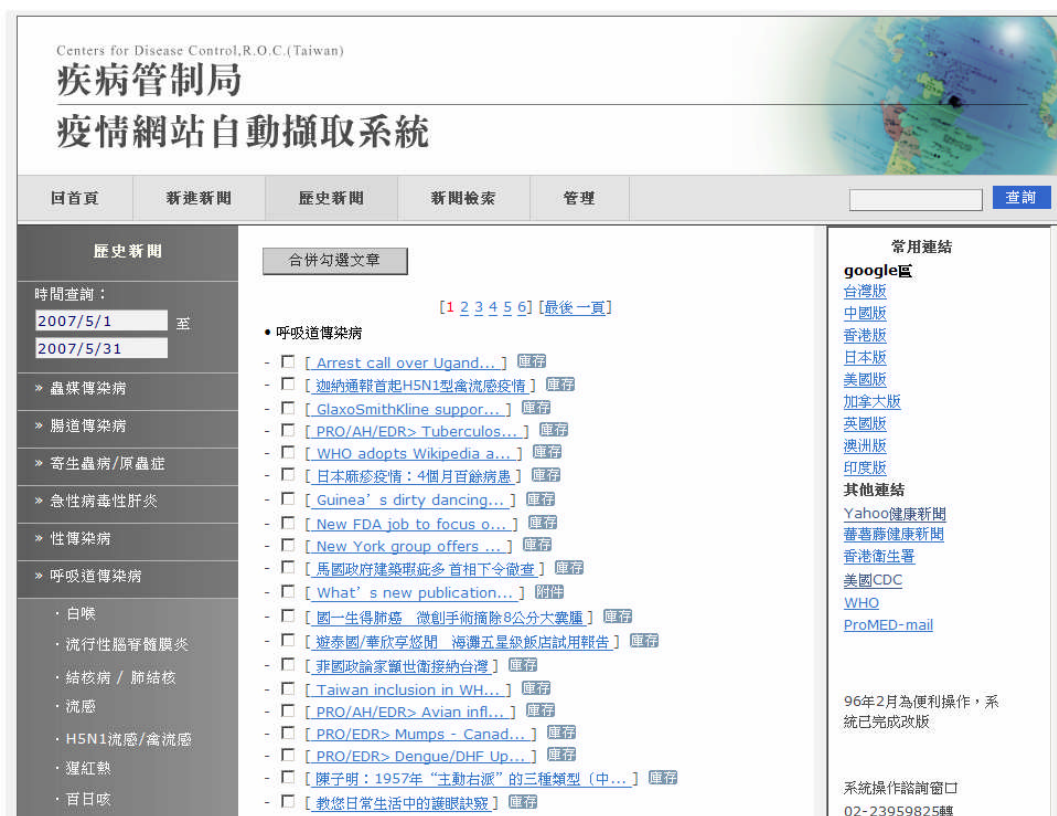 Centers for Disease Control,R.O.C.(Taiwan)
疾病管制局
疫情網站自動擷取系統
回首頁 新進新聞 歷史新聞 新聞檢索 管理 查詢
歷史新聞
時間查詢：
2007/5/1 至
2007/5/31
» 蟲媒傳染病
» 腸道傳染病
» 寄生蟲病/原蟲症
» 急性病毒性肝炎
» 性傳染病
» 呼吸道傳染病
· 白喉
· 流行性腦脊髓膜炎
· 結核病 / 肺結核
· 流感
· H5N1流感/禽流感
· 猩紅熱
· 百日咳
合併勾選文章
[1 2 3 4 5 6] [最後一頁]
• 呼吸道傳染病
- [ Arrest call over Ugand... ] 庫存
- [ 迦納通報首起H5N1型禽流感疫情 ] 庫存
- [ GlaxoSmithKline suppor... ] 庫存
- [ PRO/AH/EDR> Tuberculos... ] 庫存
- [ WHO adopts Wikipedia a... ] 庫存
- [ 日本麻疹疫情：4個月百餘病患 ] 庫存
- [ Guinea’s dirty dancing... ] 庫存
- [ New FDA job to focus o... ] 庫存
- [ New York group offers ... ] 庫存
- [ 馬國政府建築瑕疵多 首相下令徹查 ] 庫存
- [ What’s new publication... ] 附件
- [ 國一生得肺癌　微創手術摘除8公分大囊腫 ] 庫存
- [ 遊泰國/華欣享悠閒　海灘五星級飯店試用報告 ] 庫存
- [ 菲國政論家籲世衛接納台灣 ] 庫存
- [ Taiwan inclusion in WH... ] 庫存
- [ PRO/AH/EDR> Avian infl... ] 庫存
- [ PRO/EDR> Mumps - Canad... ] 庫存
- [ PRO/EDR> Dengue/DHF Up... ] 庫存
- [ 陳子明：1957年“主動右派”的三種類型（中... ] 庫存
- [ 教您日常生活中的護眼訣竅 ] 庫存
常用連結
google區
台灣版
中國版
香港版
日本版
美國版
加拿大版
英國版
澳洲版
印度版
其他連結
Yahoo健康新聞
蕃薯藤健康新聞
香港衛生署
美國CDC
WHO
ProMED-mail
96年2月為便利操作，系
統已完成改版
系統操作諮詢窗口
02-23959825轉